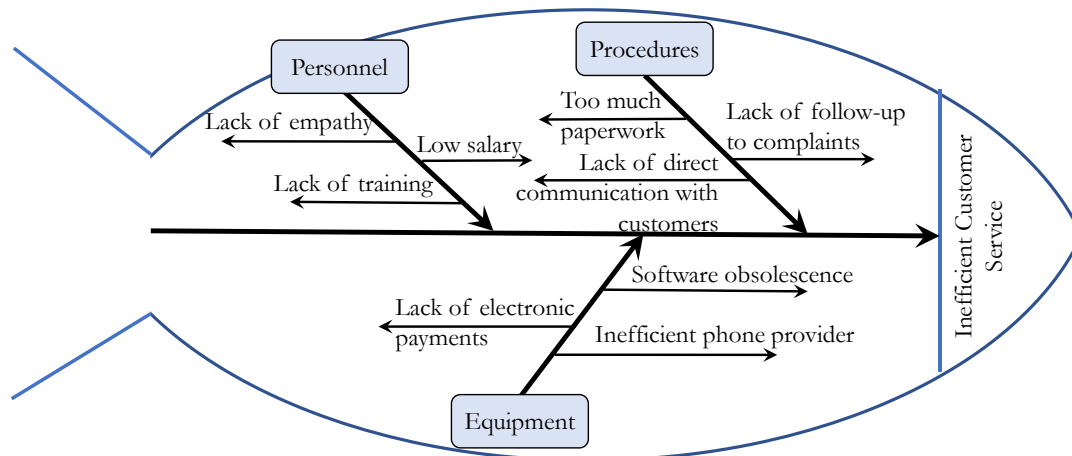 Personnel
Lack of empathy
Low salary
Lack of training
Procedures
Too much
paperwork
Lack of follow-up
to complaints
Lack of direct
communication with
customers
Software obsolescence
Lack of electronic
payments
Inefficient phone provider
Equipment
Inefficient Customer
Service